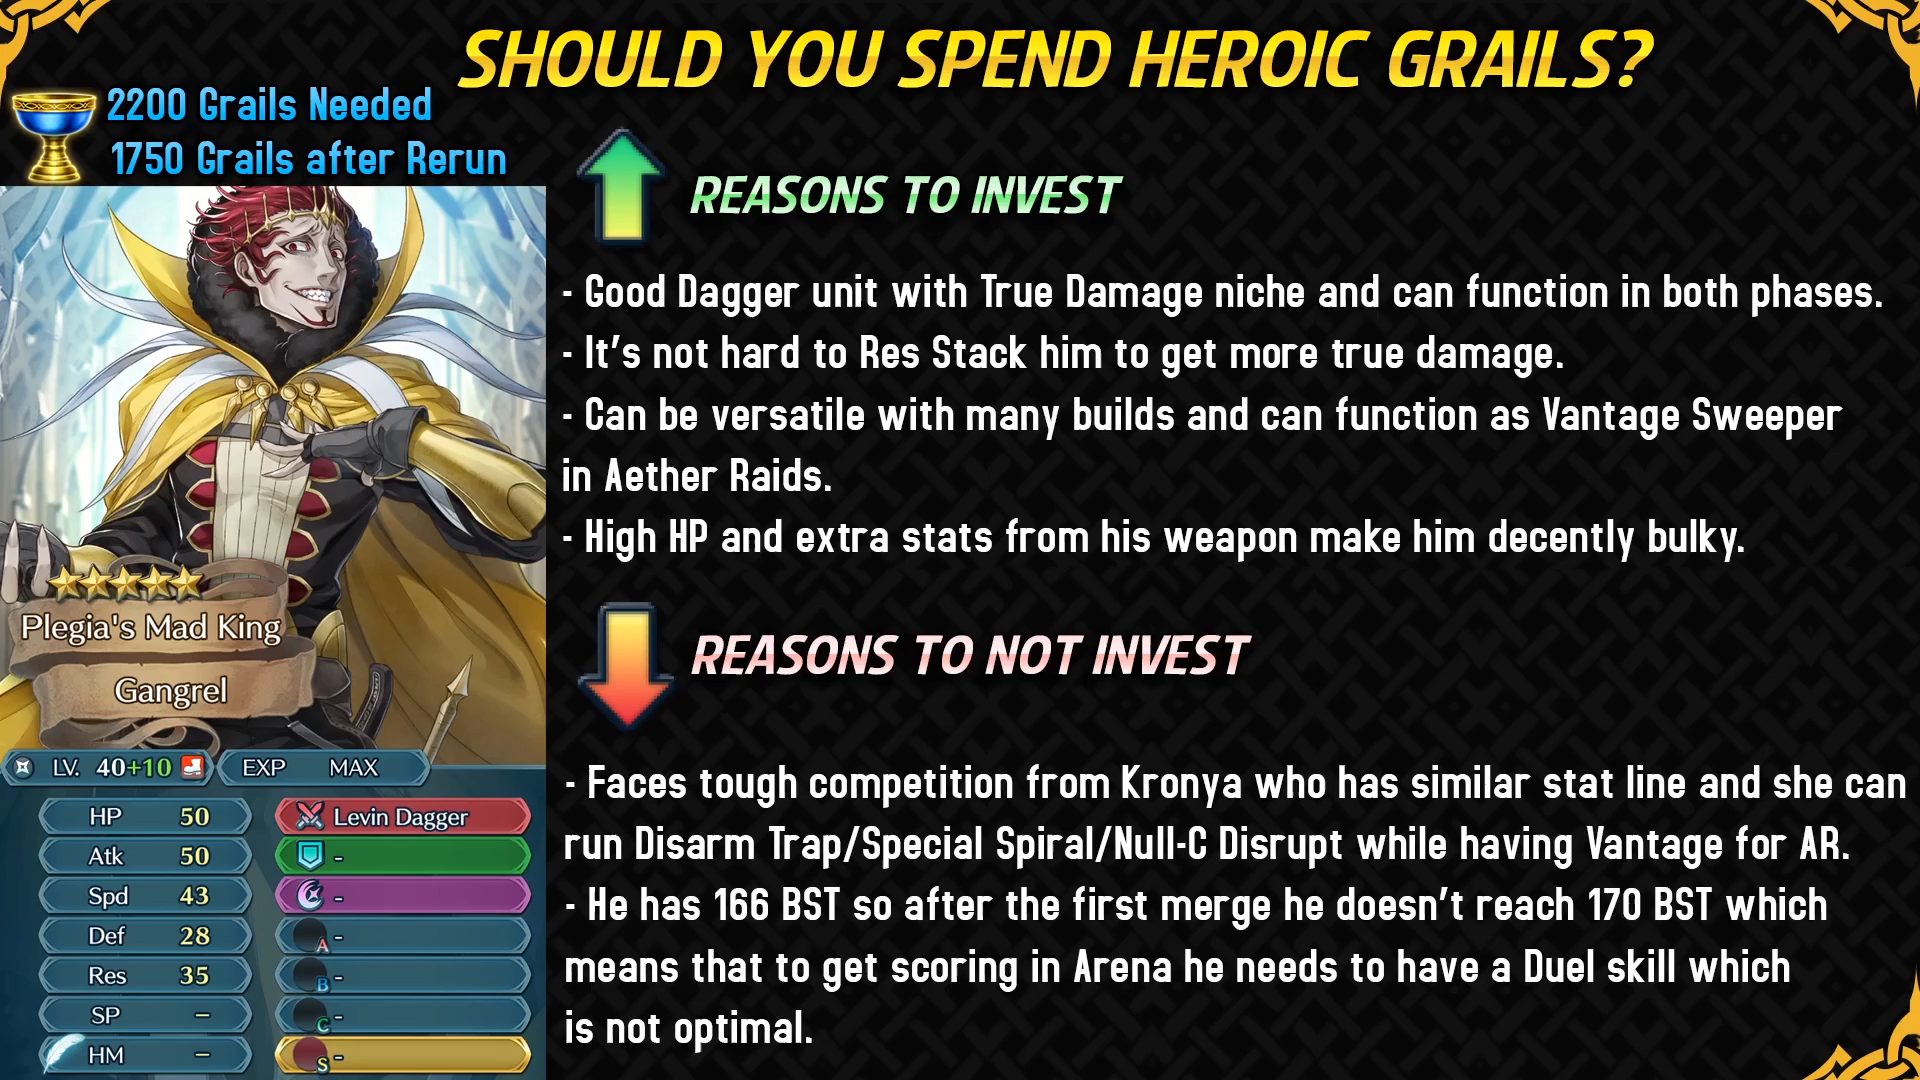 SHOULD YOU SPEND HEROIC GRAILS?
2200 Grails Needed
1750 Grails after Rerun
REASONS TO INVEST
- Good Dagger unit with True Damage niche and can function in both phases.
- It's not hard to Res Stack him to get more true damage.
- Can be versatile with many builds and can function as Vantage Sweeper
in Aether Raids.
- High HP and extra stats from his weapon make him decently bulky.
REASONS TO NOT INVEST
- Faces tough competition from Kronya who has similar stat line and she can
run Disarm Trap/Special Spiral/Null-C Disrupt while having Vantage for AR.
- He has 166 BST so after the first merge he doesn't reach 170 BST which
means that to get scoring in Arena he needs to have a Duel skill which
is not optimal.
Plegia's Mad King
Gangrel
LV. 40+10 EXP MAX
HP 50 Levin Dagger
Atk 50 -
Spd 43 -
Def 28 A -
Res 35 B -
SP - C -
HM - S -